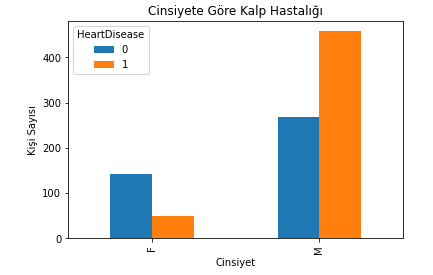 Cinsiyete Göre Kalp Hastalığı
HeartDisease
0
1
Kişi Sayısı
400
300
200
100
0
F
M
Cinsiyet